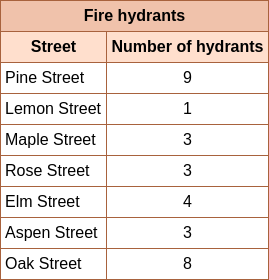 Fire hydrants
Street Number of hydrants
Pine Street 9
Lemon Street 1
Maple Street 3
Rose Street 3
Elm Street 4
Aspen Street 3
Oak Street 8